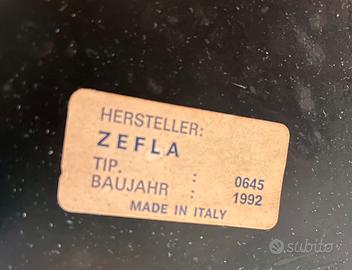 HERSTELLER:
ZEFLA
TIP. : 0645
BAUJAHR : 1992
MADE IN ITALY
subito